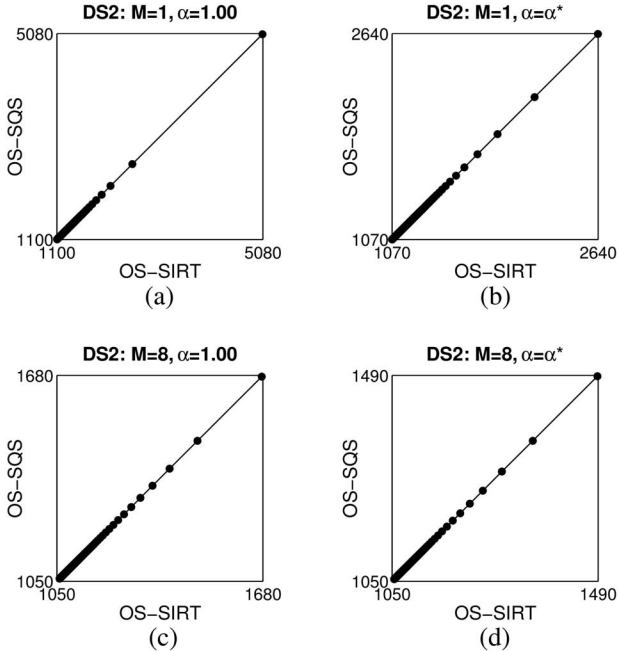 DS2: M=1, α=1.00
5080
OS−SQS
1100
1100
5080
OS−SIRT
(a)
DS2: M=1, α=α*
2640
OS−SQS
1070
1070
2640
OS−SIRT
(b)
DS2: M=8, α=1.00
1680
OS−SQS
1050
1050
1680
OS−SIRT
(c)
DS2: M=8, α=α*
1490
OS−SQS
1050
1050
1490
OS−SIRT
(d)